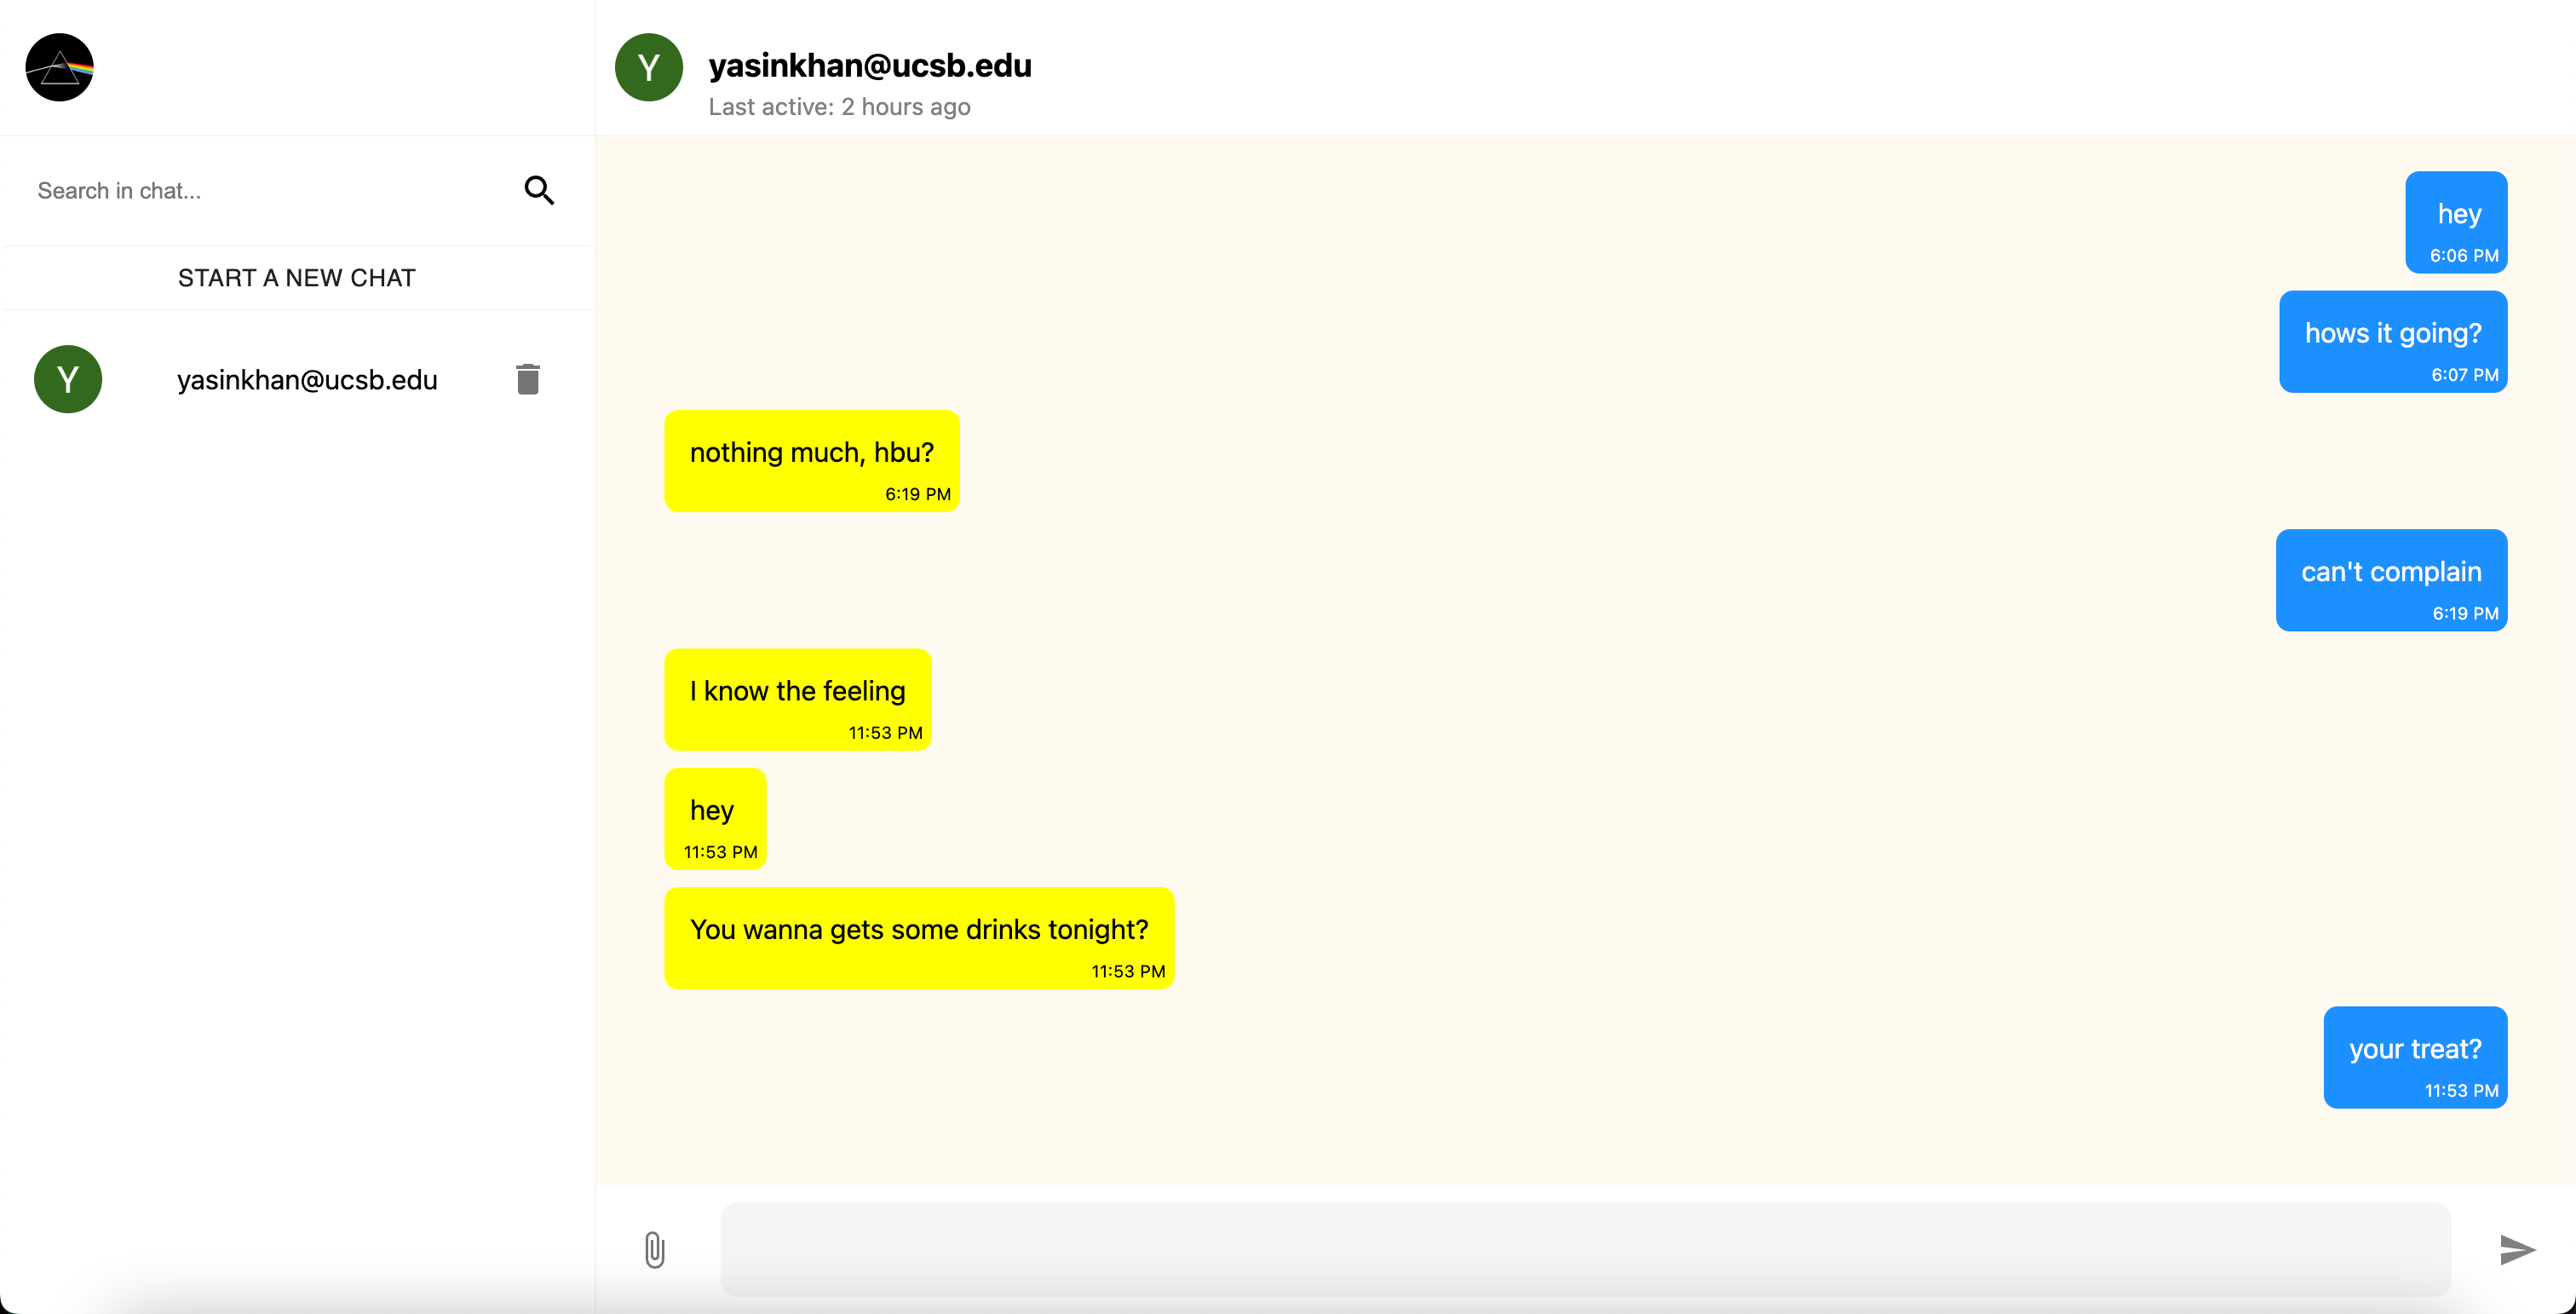 Y
yasinkhan@ucsb.edu
Last active: 2 hours ago
Search in chat...
START A NEW CHAT
Y
yasinkhan@ucsb.edu
hey
6:06 PM
hows it going?
6:07 PM
nothing much, hbu?
6:19 PM
can't complain
6:19 PM
I know the feeling
11:53 PM
hey
11:53 PM
You wanna gets some drinks tonight?
11:53 PM
your treat?
11:53 PM